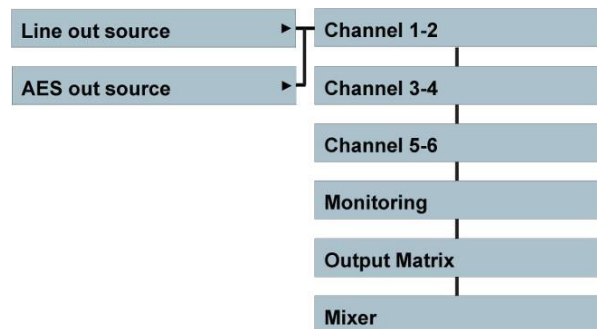 Line out source
AES out source
Channel 1-2
Channel 3-4
Channel 5-6
Monitoring
Output Matrix
Mixer